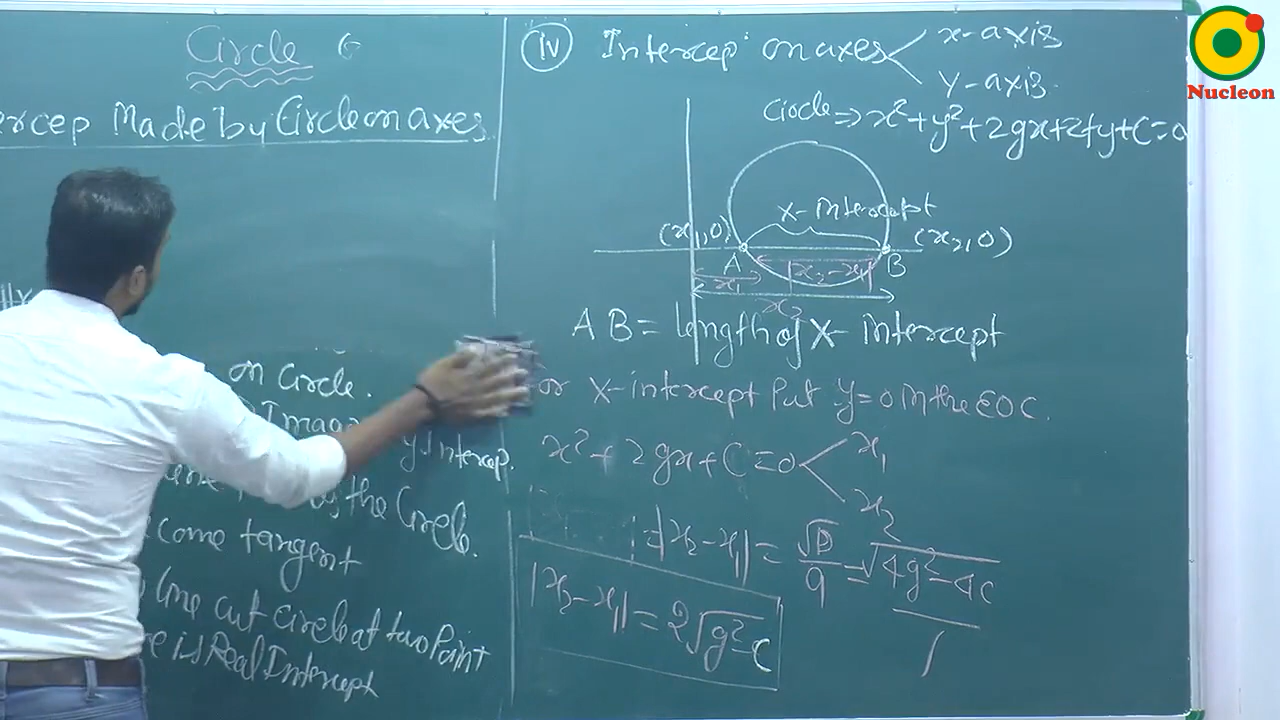 Circle
Made by Circle on axes.
on Circle.
y Intercep.
the Circle.
come tangent
line cut Circle at two Point
is Real Intercept
(iv) Intercep on axes
x-axis
y-axis.
Circle => x²+y²+2gx+2fy+C=0
X-intercept
(x₁,0)
(x₂,0)
A
B
|x₂-x₁|
x₁
x₂
AB = length of X-intercept
or X-intercept Put y=0 in the EOC.
x²+2gx+C=0 < x₁
x₂
|x₂-x₁| = √D/a = √4g²-4c/1
|x₂-x₁| = 2√g²-c
Nucleon